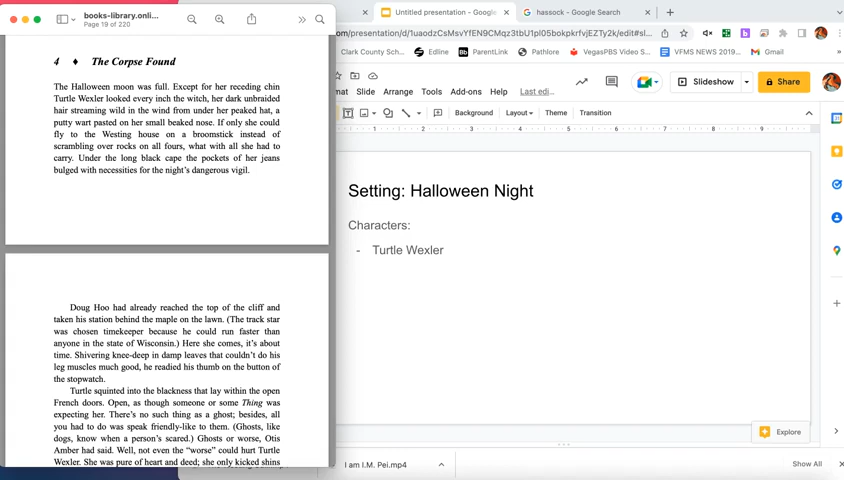 books-library.onli...
Page 19 of 220
4 ♦ The Corpse Found
The Halloween moon was full. Except for her receding chin
Turtle Wexler looked every inch the witch, her dark unbraided
hair streaming wild in the wind from under her peaked hat, a
putty wart pasted on her small beaked nose. If only she could
fly to the Westing house on a broomstick instead of
scrambling over rocks on all fours, what with all she had to
carry. Under the long black cape the pockets of her jeans
bulged with necessities for the night's dangerous vigil.
Doug Hoo had already reached the top of the cliff and
taken his station behind the maple on the lawn. (The track star
was chosen timekeeper because he could run faster than
anyone in the state of Wisconsin.) Here she comes, it's about
time. Shivering knee-deep in damp leaves that couldn't do his
leg muscles much good, he readied his thumb on the button of
the stopwatch.
Turtle squinted into the blackness that lay within the open
French doors. Open, as though someone or some Thing was
expecting her. There's no such thing as a ghost; besides, all
you had to do was speak friendly-like to them. (Ghosts, like
dogs, know when a person's scared.) Ghosts or worse, Otis
Amber had said. Well, not even the “worse” could hurt Turtle
Wexler. She was pure of heart and deed; she only kicked shins
Untitled presentation - Google
hassock - Google Search
.com/presentation/d/1uaodzCsMsvYfEN9CMqz3tbU1pl05bokpkrfvjEZTy2k/edit#sl...
Clark County Sch...
Edline
ParentLink
Pathlore
VegasPBS Video S...
VFMS NEWS 2019...
Gmail
mat Slide Arrange Tools Add-ons Help Last edi...
Slideshow
Share
Background Layout Theme Transition
1 2 3 4 5 6 7 8 9
Setting: Halloween Night
Characters:
- Turtle Wexler
Explore
I am I.M. Pei.mp4
Show All